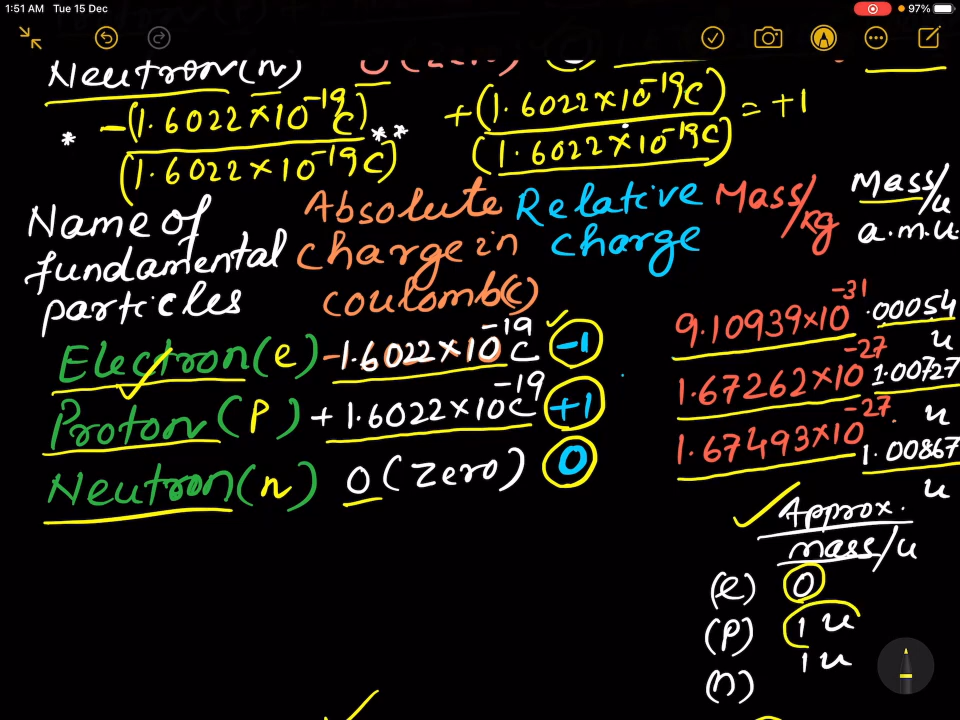 1:51 AM Tue 15 Dec
97%
Neutron(n) 0 (Zero)
* -(1.6022×10⁻¹⁹C) ** +(1.6022×10⁻¹⁹C) = +1
(1.6022×10⁻¹⁹C) (1.6022×10⁻¹⁹C)
Name of Absolute Relative Mass/kg Mass/u
fundamental charge in charge a.m.u.
particles coulomb(c)
Electron(e) -1.6022×10⁻¹⁹C -1 9.10939×10⁻³¹ .00054 u
Proton(P) +1.6022×10⁻¹⁹C +1 1.67262×10⁻²⁷ 1.00727 u
Neutron(n) 0 (Zero) 0 1.67493×10⁻²⁷ 1.00867 u
Approx.
mass/u
(e) 0
(P) 1 u
(n) 1 u